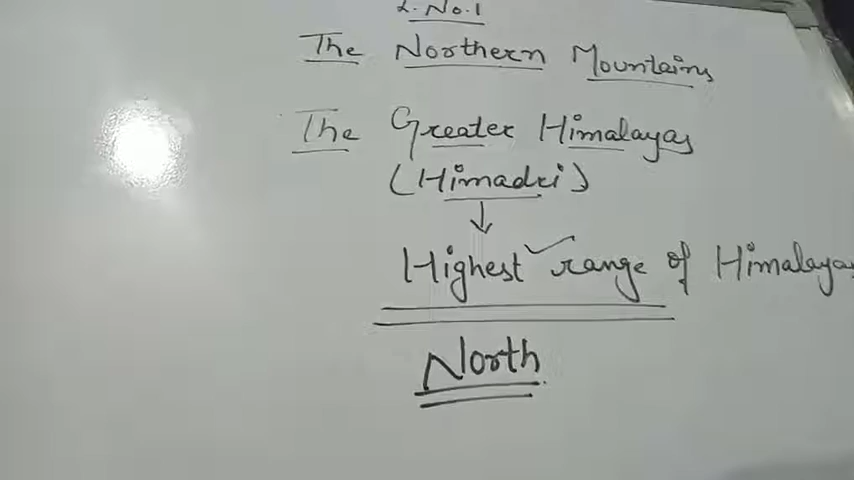 L.No.1
The Northern Mountains
The Greater Himalayas
(Himadri)
↓
Highest ✓ range of Himalayas
North